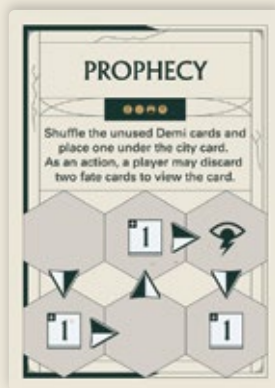 PROPHECY
Shuffle the unused Demi cards and
place one under the city card.
As an action, a player may discard
two fate cards to view the card.
+1
+1
+1